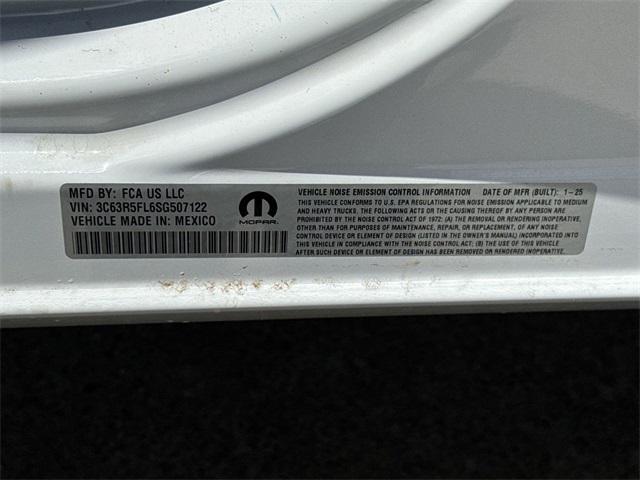 MFD BY: FCA US LLC
VIN: 3C63R5FL6SG507122
VEHICLE MADE IN: MEXICO
MOPAR
VEHICLE NOISE EMISSION CONTROL INFORMATION DATE OF MFR (BUILT): 1-25
THIS VEHICLE CONFORMS TO U.S. EPA REGULATIONS FOR NOISE EMISSION APPLICABLE TO MEDIUM
AND HEAVY TRUCKS. THE FOLLOWING ACTS OR THE CAUSING THEREOF BY ANY PERSON
ARE PROHIBITED BY THE NOISE CONTROL ACT OF 1972: (A) THE REMOVAL OR RENDERING INOPERATIVE,
OTHER THAN FOR PURPOSES OF MAINTENANCE, REPAIR, OR REPLACEMENT, OF ANY NOISE
CONTROL DEVICE OR ELEMENT OF DESIGN (LISTED IN THE OWNER'S MANUAL) INCORPORATED INTO
THIS VEHICLE IN COMPLIANCE WITH THE NOISE CONTROL ACT; (B) THE USE OF THIS VEHICLE
AFTER SUCH DEVICE OR ELEMENT OF DESIGN HAS BEEN REMOVED OR RENDERED INOPERATIVE.